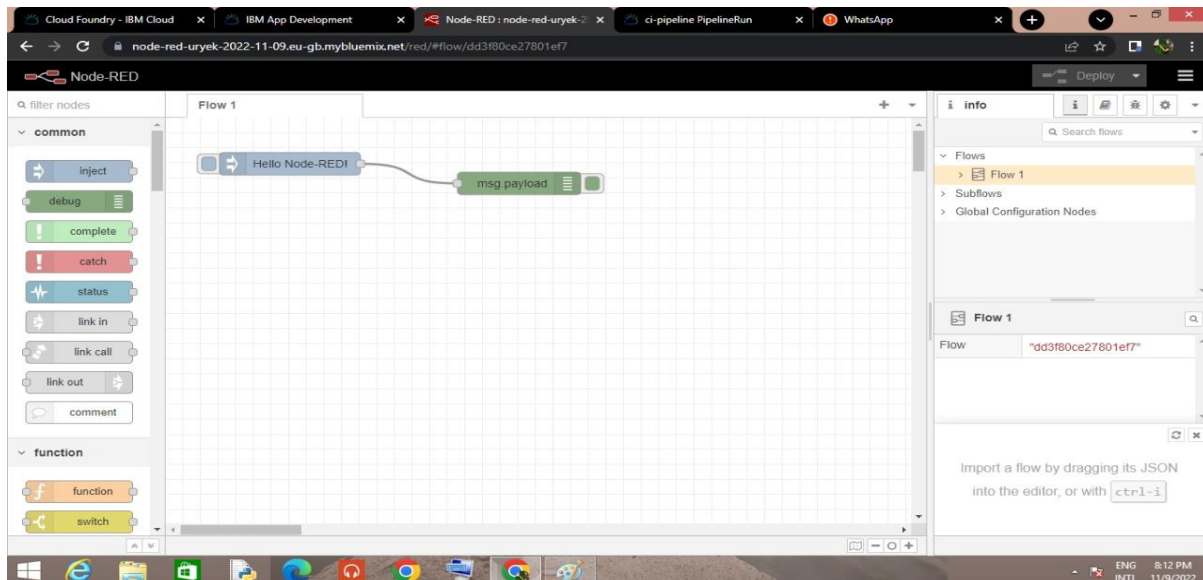 Cloud Foundry - IBM Cloud
IBM App Development
Node-RED : node-red-uryek-2
ci-pipeline PipelineRun
WhatsApp
node-red-uryek-2022-11-09.eu-gb.mybluemix.net/red/#flow/dd3f80ce27801ef7
Node-RED
Deploy
filter nodes
Flow 1
info
common
Search flows
inject
Hello Node-RED!
Flows
Flow 1
debug
msg.payload
Subflows
Global Configuration Nodes
complete
catch
status
link in
Flow 1
link call
Flow
"dd3f80ce27801ef7"
link out
comment
function
Import a flow by dragging its JSON
into the editor, or with ctrl-i
function
switch
ENG
INTL
8:12 PM
11/9/2022